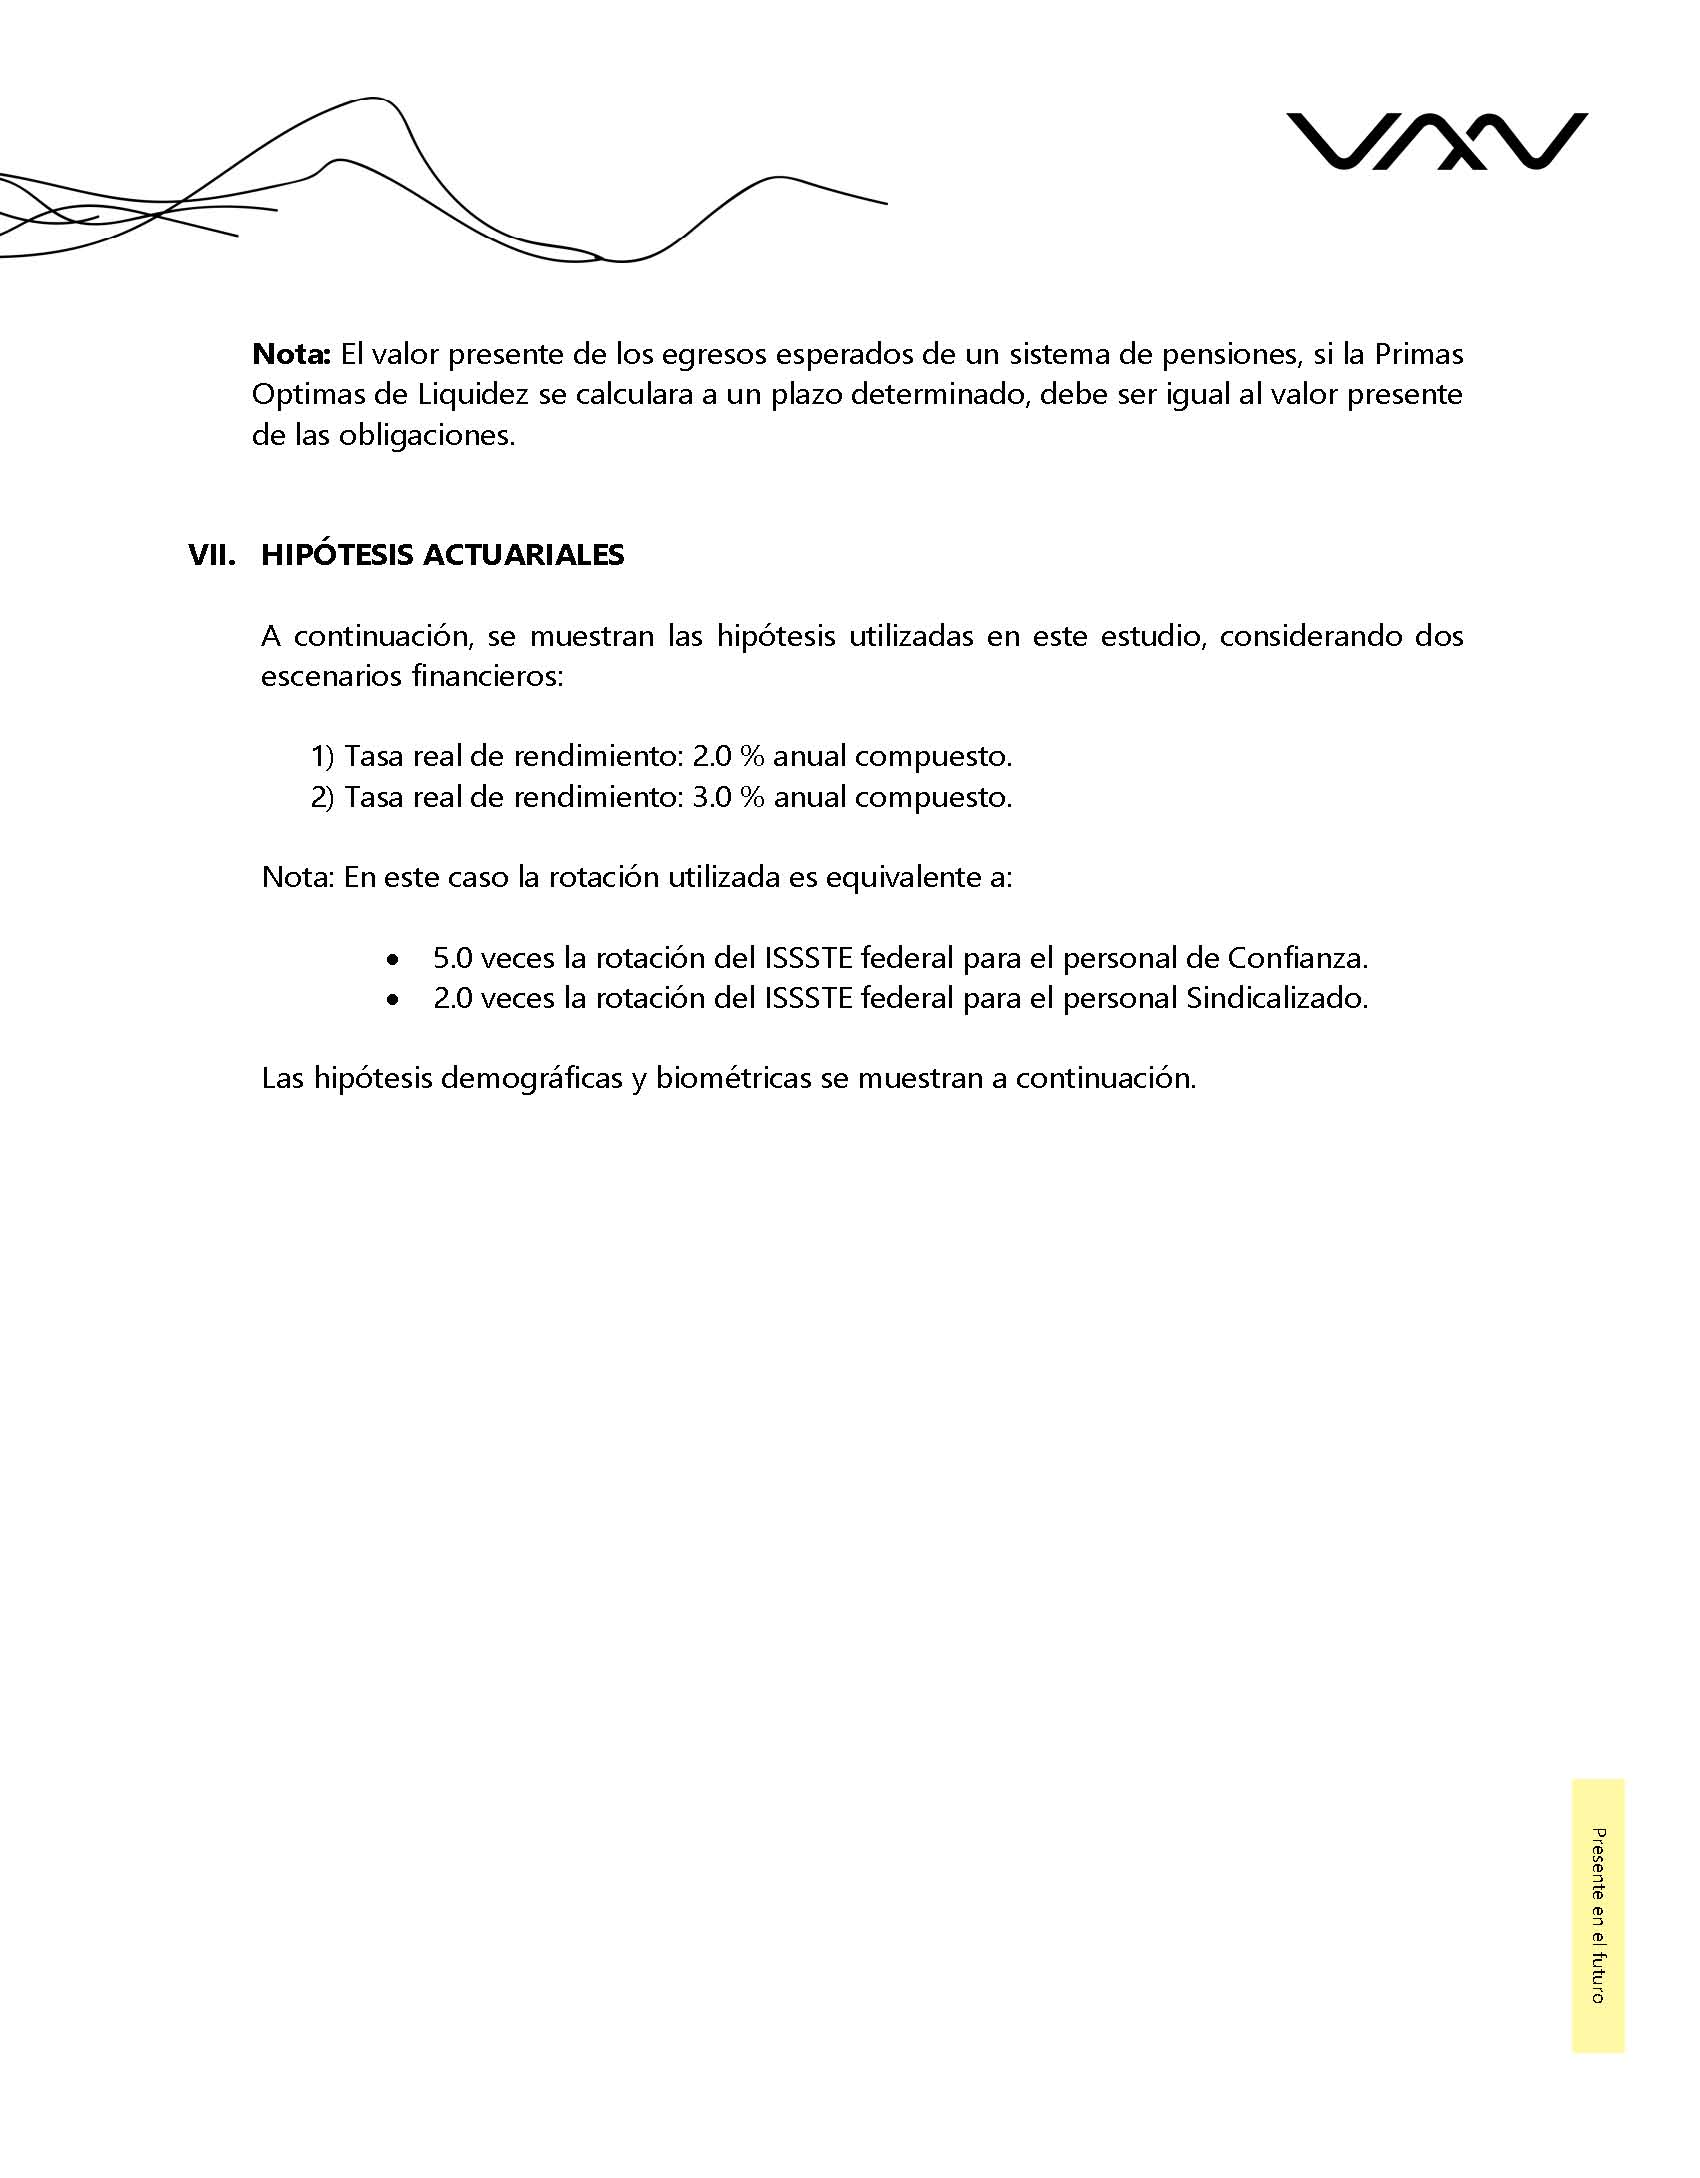 Nota: El valor presente de los egresos esperados de un sistema de pensiones, si la Primas
Optimas de Liquidez se calculara a un plazo determinado, debe ser igual al valor presente
de las obligaciones.
VII. HIPÓTESIS ACTUARIALES
A continuación, se muestran las hipótesis utilizadas en este estudio, considerando dos
escenarios financieros:
1) Tasa real de rendimiento: 2.0 % anual compuesto.
2) Tasa real de rendimiento: 3.0 % anual compuesto.
Nota: En este caso la rotación utilizada es equivalente a:
• 5.0 veces la rotación del ISSSTE federal para el personal de Confianza.
• 2.0 veces la rotación del ISSSTE federal para el personal Sindicalizado.
Las hipótesis demográficas y biométricas se muestran a continuación.
Presente en el futuro